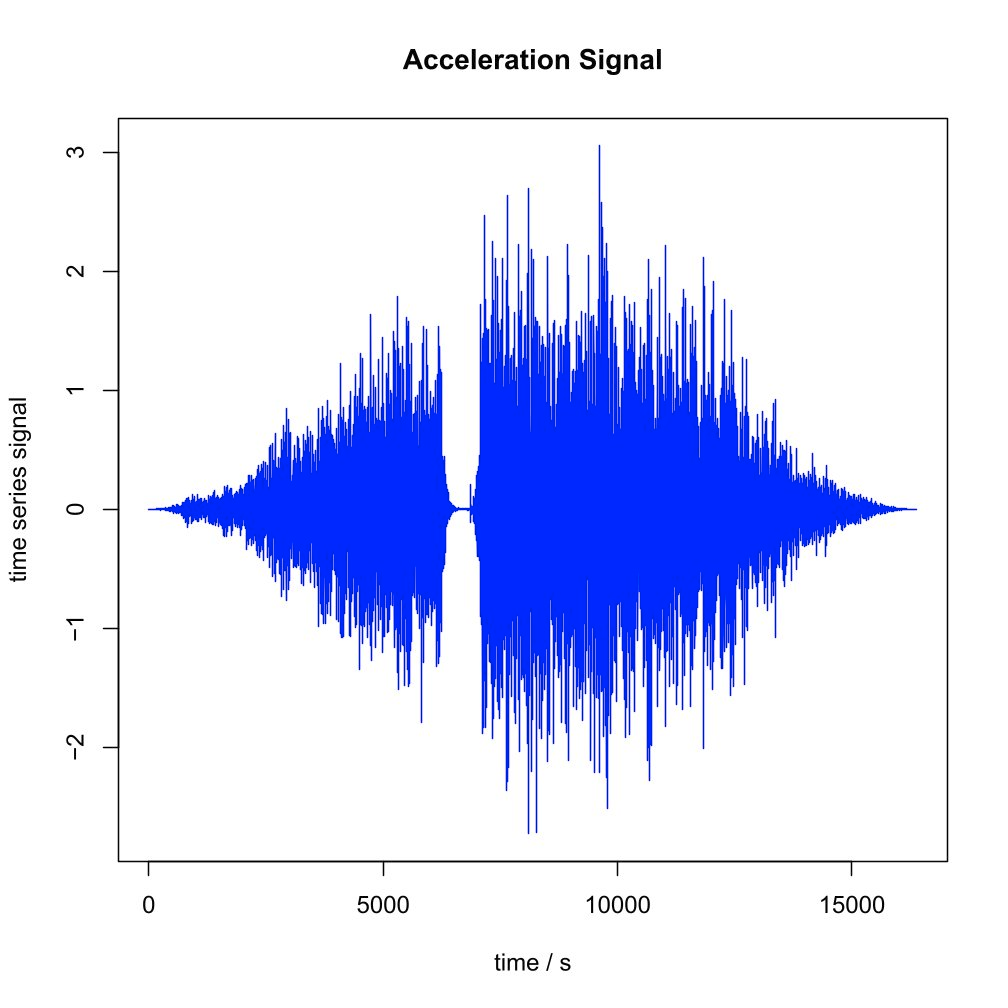 Acceleration Signal
3
2
1
0
−1
−2
time series signal
0 5000 10000 15000
time / s